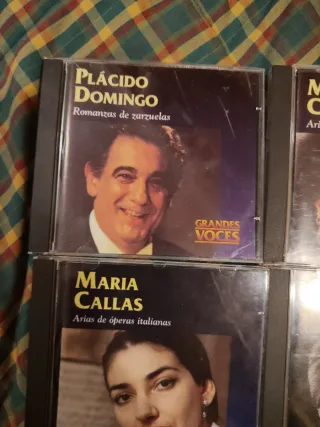 PLÁCIDO
DOMINGO
Romanzas de zarzuelas
GRANDES
VOCES
MARIA
CALLAS
Arias de óperas italianas